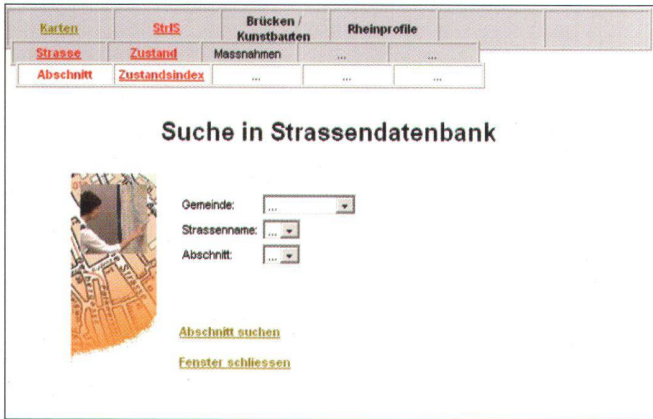 Karten StrIS Brücken / Kunstbauten Rheinprofile
Strasse Zustand Massnahmen ... ...
Abschnitt Zustandsindex ... ... ...
Suche in Strassendatenbank
Gemeinde: ...
Strassenname: ...
Abschnitt: ...
Abschnitt suchen
Fenster schliessen